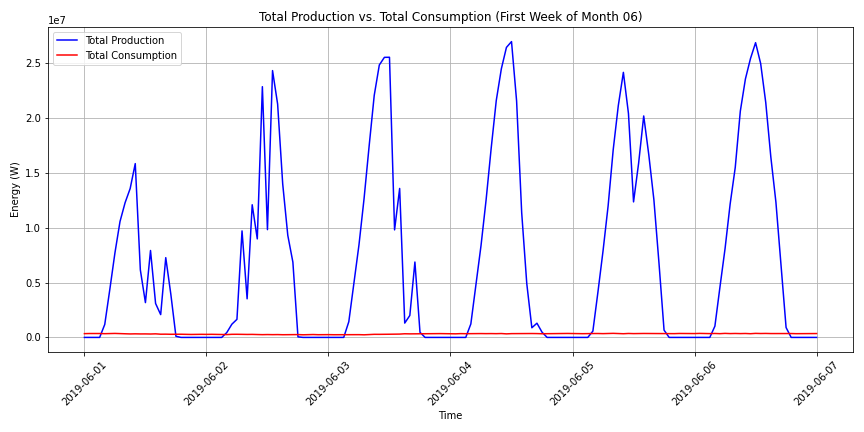 Total Production vs. Total Consumption (First Week of Month 06)
1e7
Total Production
Total Consumption
2.5
2.0
1.5
1.0
0.5
0.0
Energy (W)
2019-06-01
2019-06-02
2019-06-03
2019-06-04
2019-06-05
2019-06-06
2019-06-07
Time